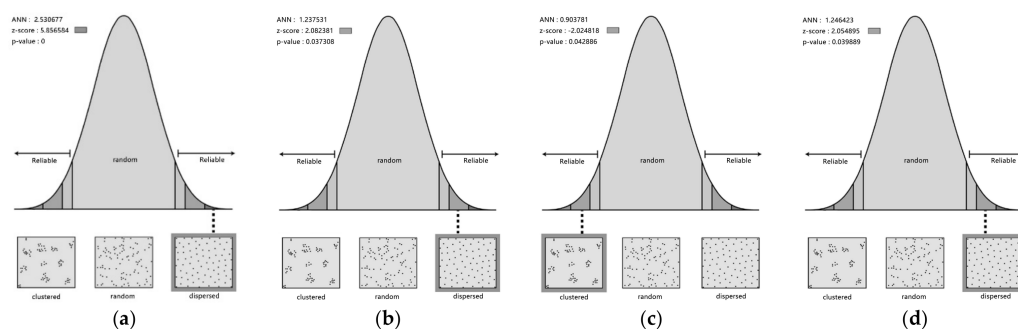 ANN : 2.530677
z-score : 5.856584
p-value : 0
Reliable
random
Reliable
clustered
random
dispersed
(a)
ANN : 1.237531
z-score : 2.082381
p-value : 0.037308
Reliable
random
Reliable
clustered
random
dispersed
(b)
ANN : 0.903781
z-score : -2.024818
p-value : 0.042886
Reliable
random
Reliable
clustered
random
dispersed
(c)
ANN : 1.246423
z-score : 2.054895
p-value : 0.039889
Reliable
random
Reliable
clustered
random
dispersed
(d)